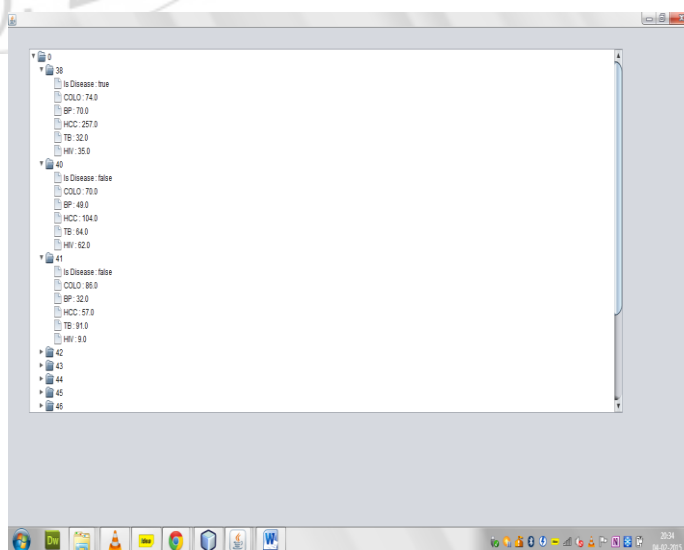 0
38
Is Disease : true
COLO : 74.0
BP : 70.0
HCC : 257.0
TB : 32.0
HIV : 35.0
40
Is Disease : false
COLO : 70.0
BP : 49.0
HCC : 104.0
TB : 64.0
HIV : 62.0
41
Is Disease : false
COLO : 86.0
BP : 32.0
HCC : 57.0
TB : 91.0
HIV : 9.0
42
43
44
45
46
Dw
20:34
04-02-2015